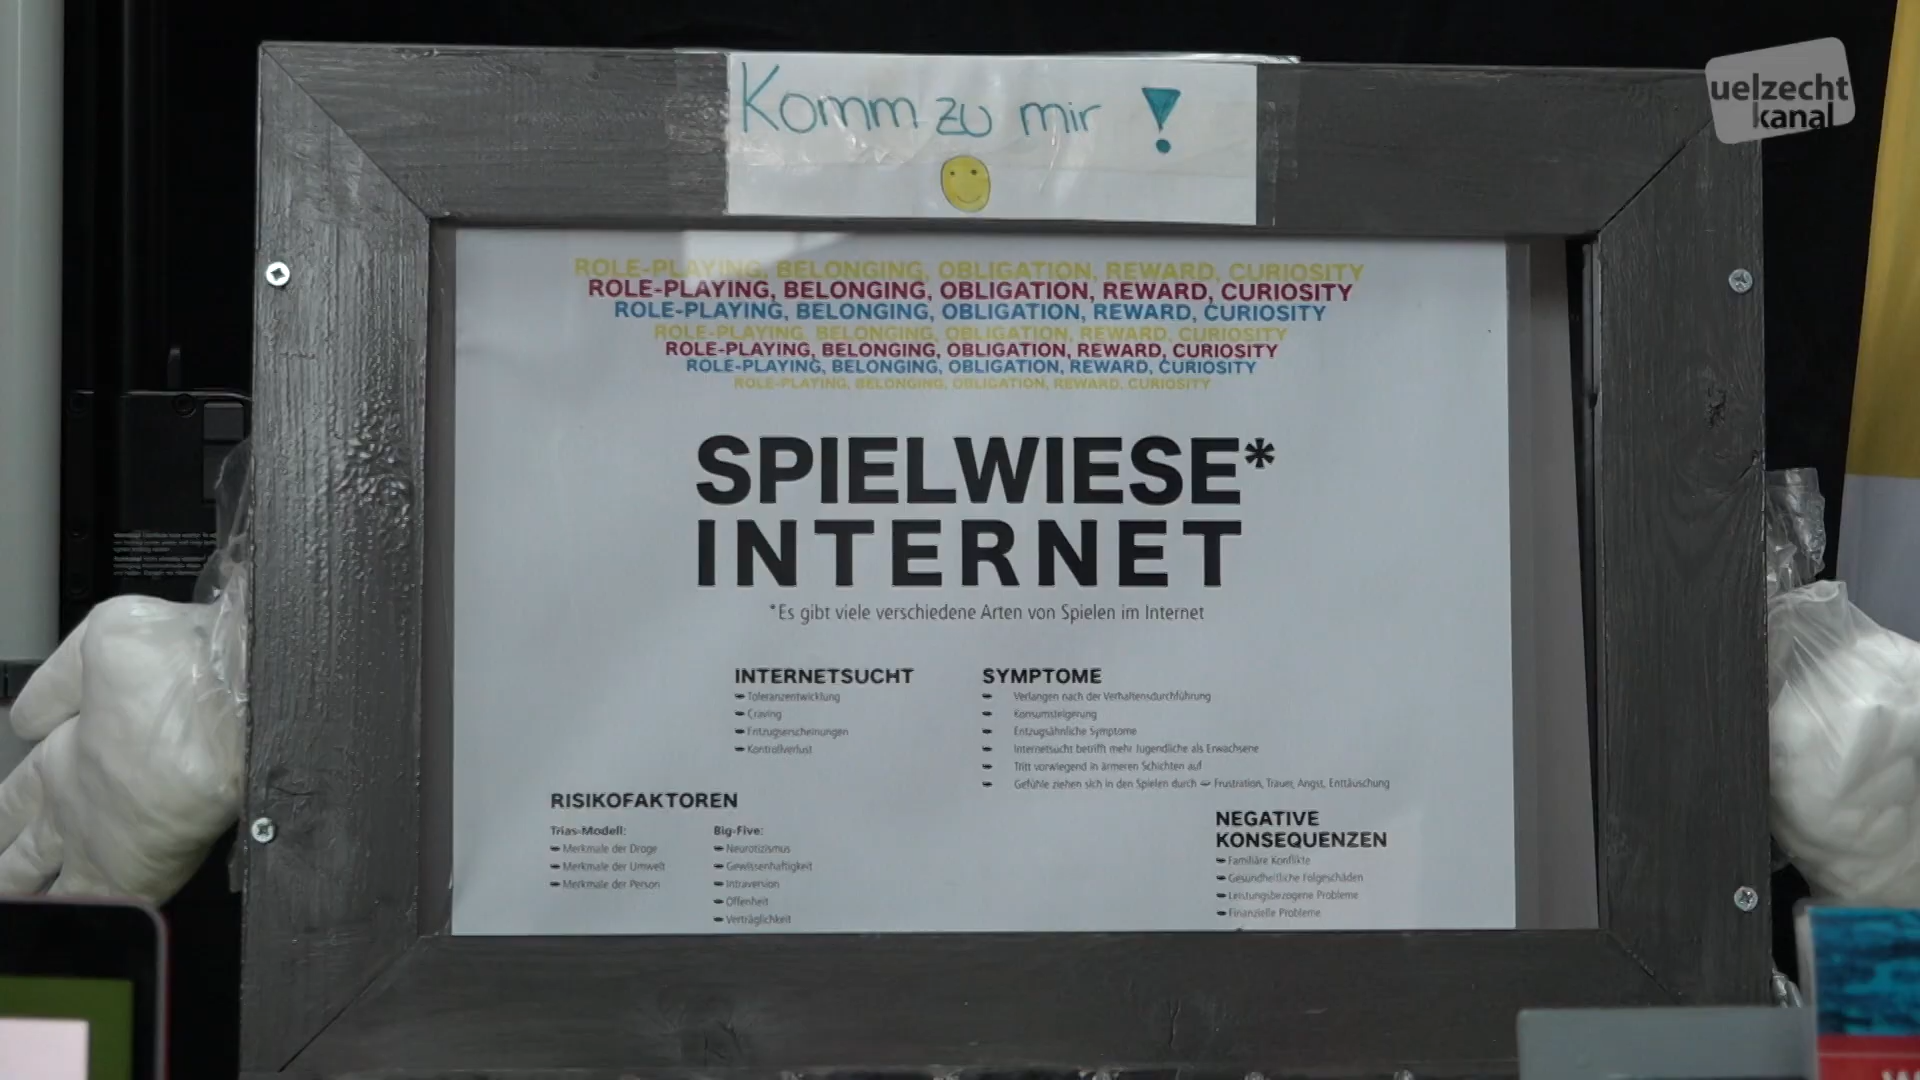 uelzecht
kanal
Komm zu mir !
ROLE-PLAYING, BELONGING, OBLIGATION, REWARD, CURIOSITY
ROLE-PLAYING, BELONGING, OBLIGATION, REWARD, CURIOSITY
ROLE-PLAYING, BELONGING, OBLIGATION, REWARD, CURIOSITY
ROLE-PLAYING, BELONGING, OBLIGATION, REWARD, CURIOSITY
ROLE-PLAYING, BELONGING, OBLIGATION, REWARD, CURIOSITY
ROLE-PLAYING, BELONGING, OBLIGATION, REWARD, CURIOSITY
ROLE-PLAYING, BELONGING, OBLIGATION, REWARD, CURIOSITY
SPIELWIESE*
INTERNET
*Es gibt viele verschiedene Arten von Spielen im Internet
INTERNETSUCHT
Toleranzentwicklung
Craving
Entzugserscheinungen
Kontrollverlust
SYMPTOME
Verlangen nach der Verhaltensdurchführung
Konsumsteigerung
Entzugsähnliche Symptome
Internetsucht betrifft mehr Jugendliche als Erwachsene
Tritt vorwiegend in ärmeren Schichten auf
Gefühle ziehen sich in den Spielen durch ➨ Frustration, Trauer, Angst, Enttäuschung
RISIKOFAKTOREN
Trias-Modell:
Merkmale der Droge
Merkmale der Umwelt
Merkmale der Person
Big-Five:
Neurotizismus
Gewissenhaftigkeit
Intraversion
Offenheit
Verträglichkeit
NEGATIVE
KONSEQUENZEN
Familiäre Konflikte
Gesundheitliche Folgeschäden
Leistungsbezogene Probleme
Finanzielle Probleme